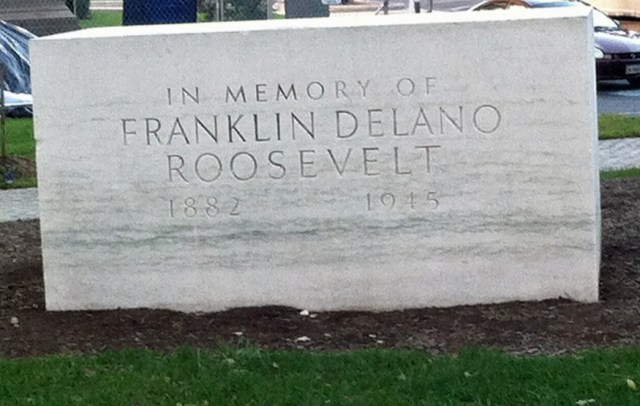 IN MEMORY OF
FRANKLIN DELANO
ROOSEVELT
1882 1945